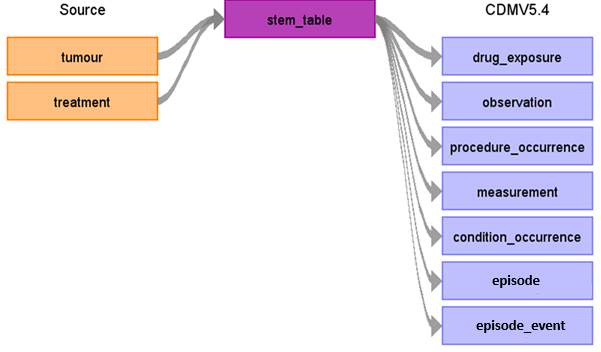 Source
CDMV5.4
stem_table
tumour
treatment
drug_exposure
observation
procedure_occurrence
measurement
condition_occurrence
episode
episode_event